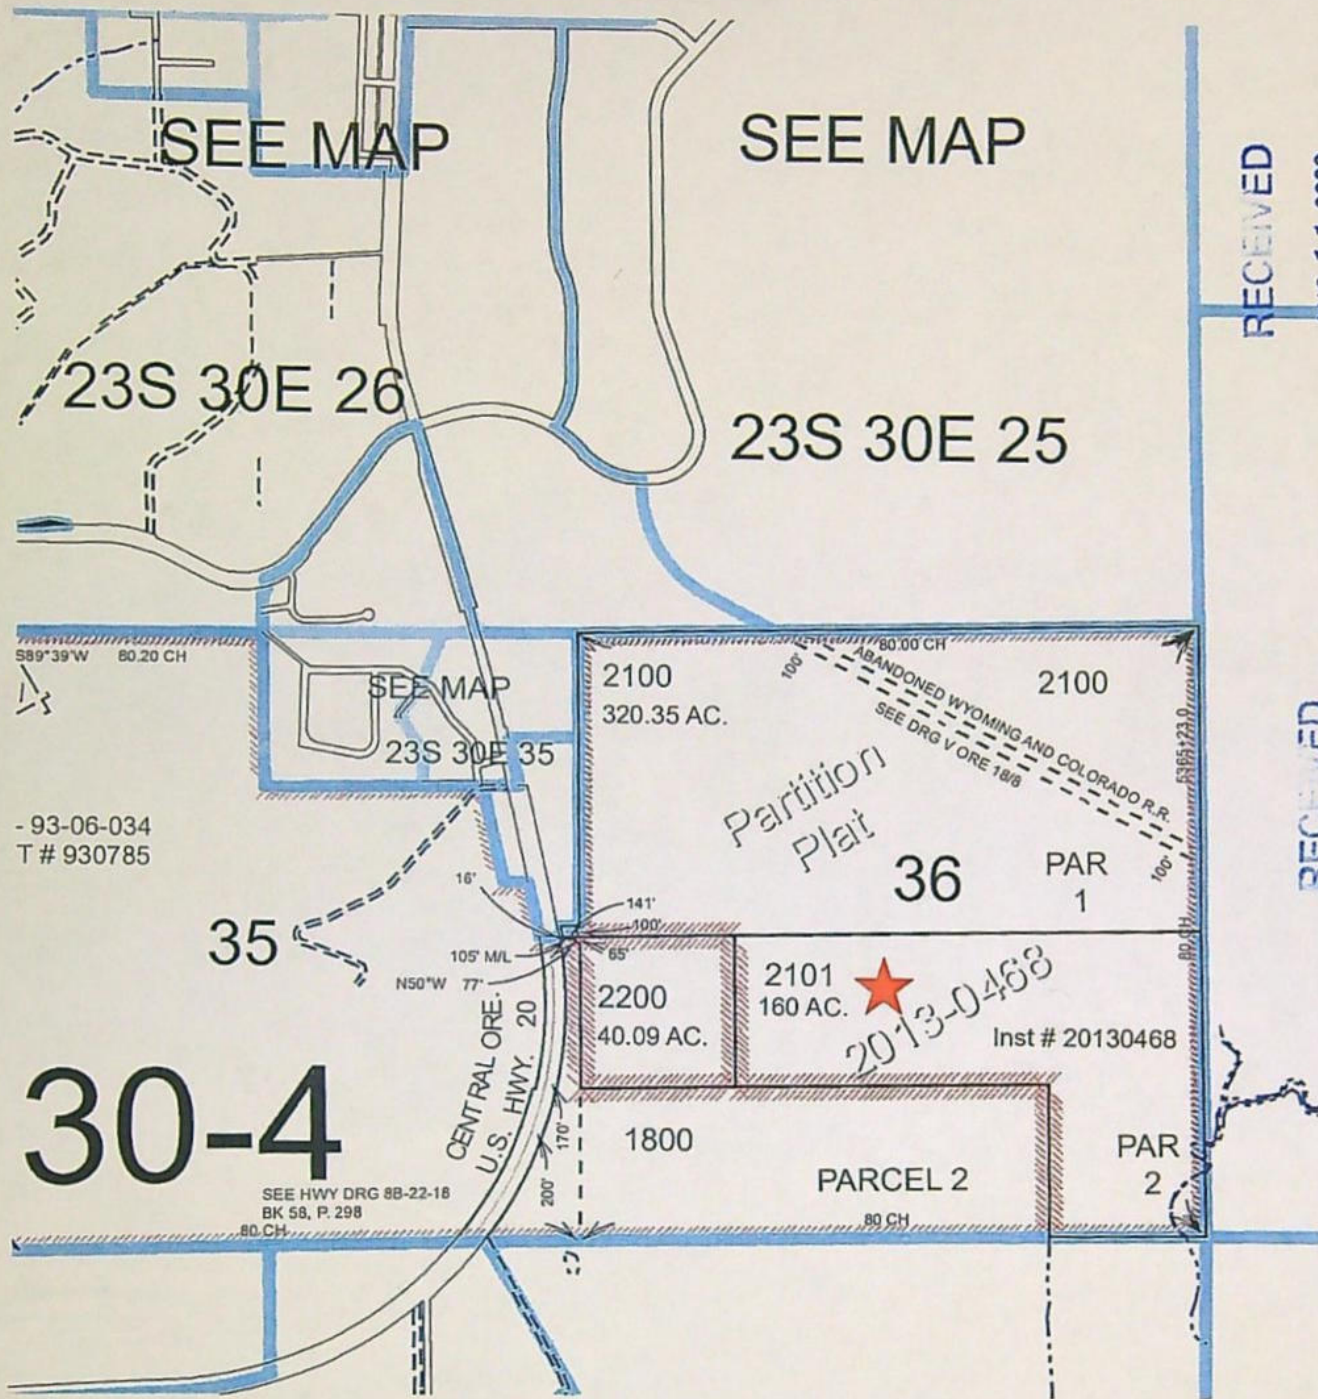 SEE MAP
SEE MAP
RECEIVED
23S 30E 26
23S 30E 25
S89°39'W 80.20 CH
SEE MAP
23S 30E 35
2100
320.35 AC.
80.00 CH
2100
100'
ABANDONED WYOMING AND COLORADO R.R.
SEE DRG V ORE 18/8
100'
5365+23.0
RECEIVED
Partition
Plat
- 93-06-034
T # 930785
36
PAR
1
35
16'
141'
100'
65'
105' M/L
N50°W 77'
80 CH
2200
40.09 AC.
2101
160 AC.
2013-0468
Inst # 20130468
CENTRAL ORE.
U.S. HWY. 20
30-4
170'
200'
1800
PARCEL 2
PAR
2
SEE HWY DRG 8B-22-18
BK 58, P. 298
80 CH
80 CH